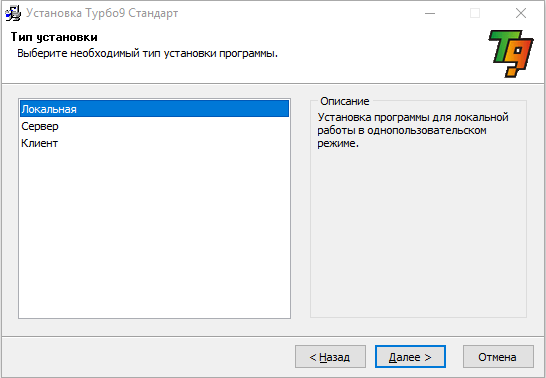 Установка Турбо9 Стандарт
Тип установки
Выберите необходимый тип установки программы.
T9
Локальная
Сервер
Клиент
Описание
Установка программы для локальной
работы в однопользовательском
режиме.
< Назад
Далее >
Отмена